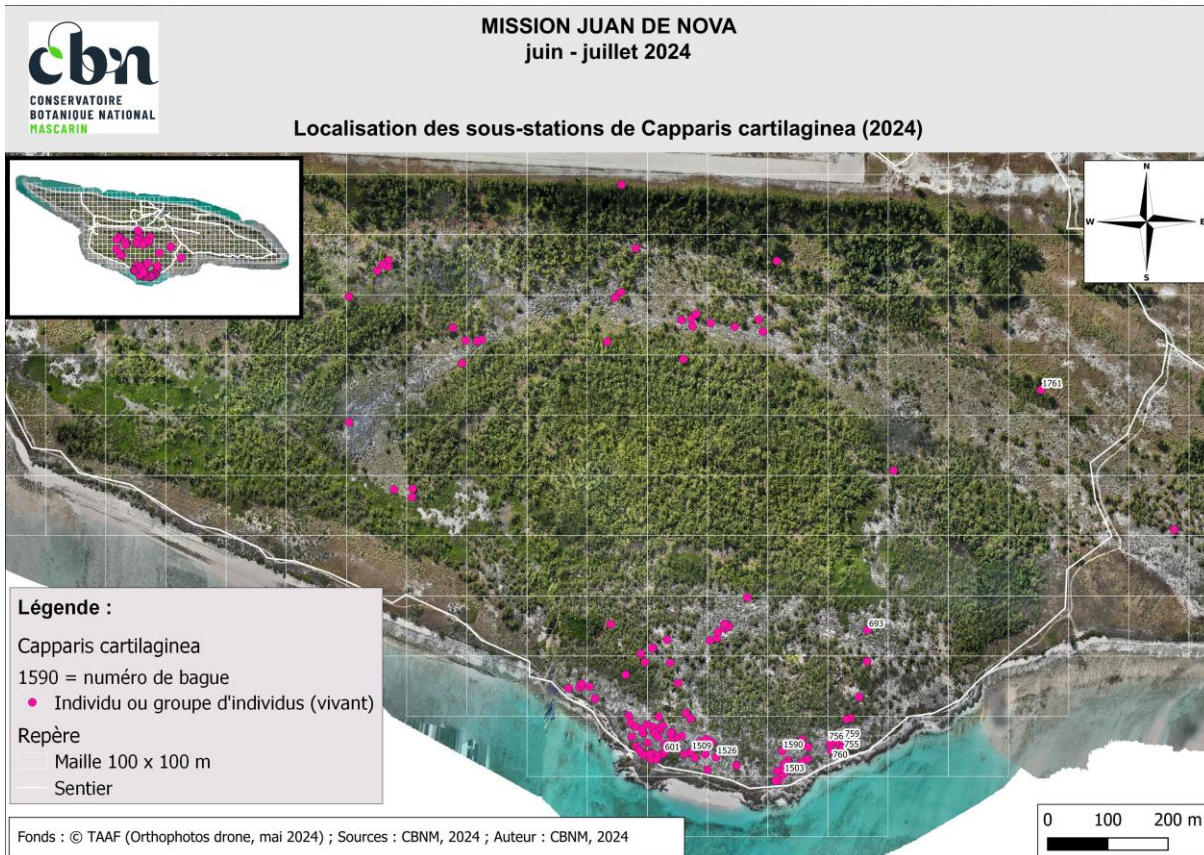 MISSION JUAN DE NOVA
juin - juillet 2024
cbn
CONSERVATOIRE
BOTANIQUE NATIONAL
MASCARIN
Localisation des sous-stations de Capparis cartilaginea (2024)
N
W
E
S
1761
693
601
1509
1526
1590
1503
756
759
755
760
Légende :
Capparis cartilaginea
1590 = numéro de bague
Individu ou groupe d'individus (vivant)
Repère
Maille 100 x 100 m
Sentier
Fonds : © TAAF (Orthophotos drone, mai 2024) ; Sources : CBNM, 2024 ; Auteur : CBNM, 2024
0 100 200 m